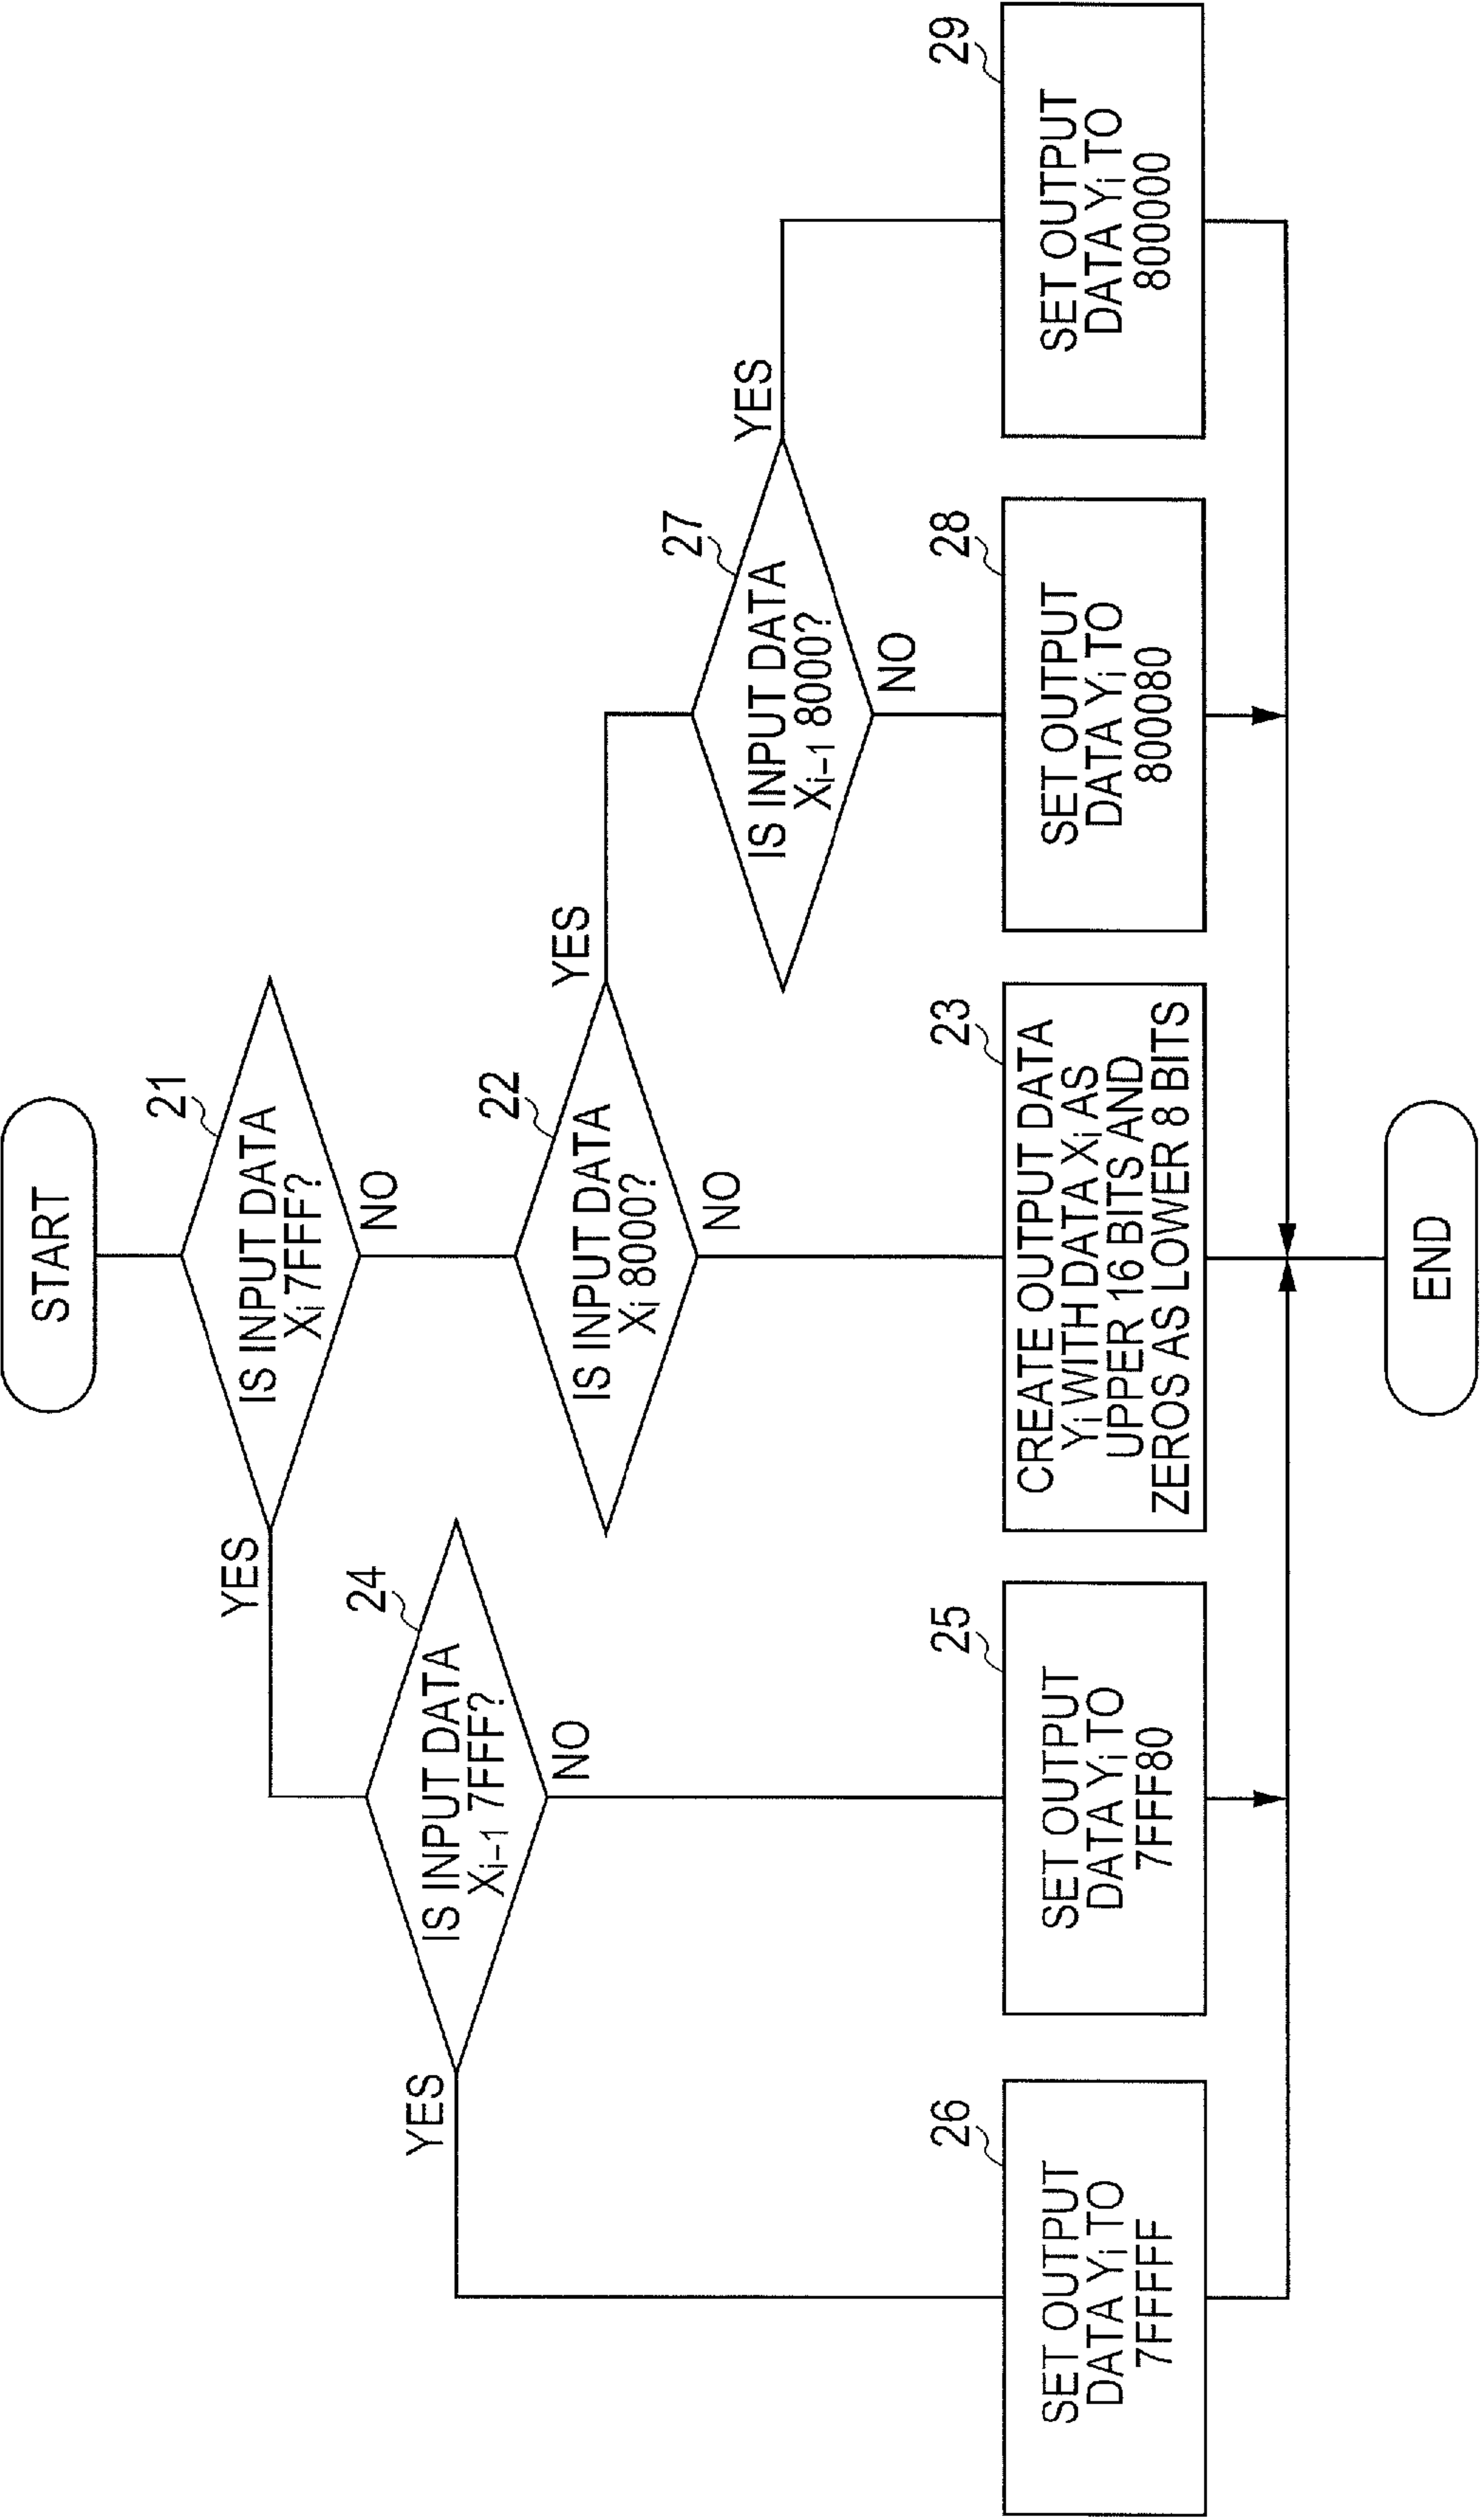 START
21
IS INPUT DATA
Xi 7FFF?
YES
NO
24
IS INPUT DATA
Xi–1 7FFF?
YES
NO
22
IS INPUT DATA
Xi 8000?
YES
NO
27
IS INPUT DATA
Xi–1 8000?
YES
NO
26
SET OUTPUT
DATA Yi TO
7FFFFF
25
SET OUTPUT
DATA Yi TO
7FFF80
23
CREATE OUTPUT DATA
Yi WITH DATA Xi AS
UPPER 16 BITS AND
ZEROS AS LOWER 8 BITS
28
SET OUTPUT
DATA Yi TO
800080
29
SET OUTPUT
DATA Yi TO
800000
END